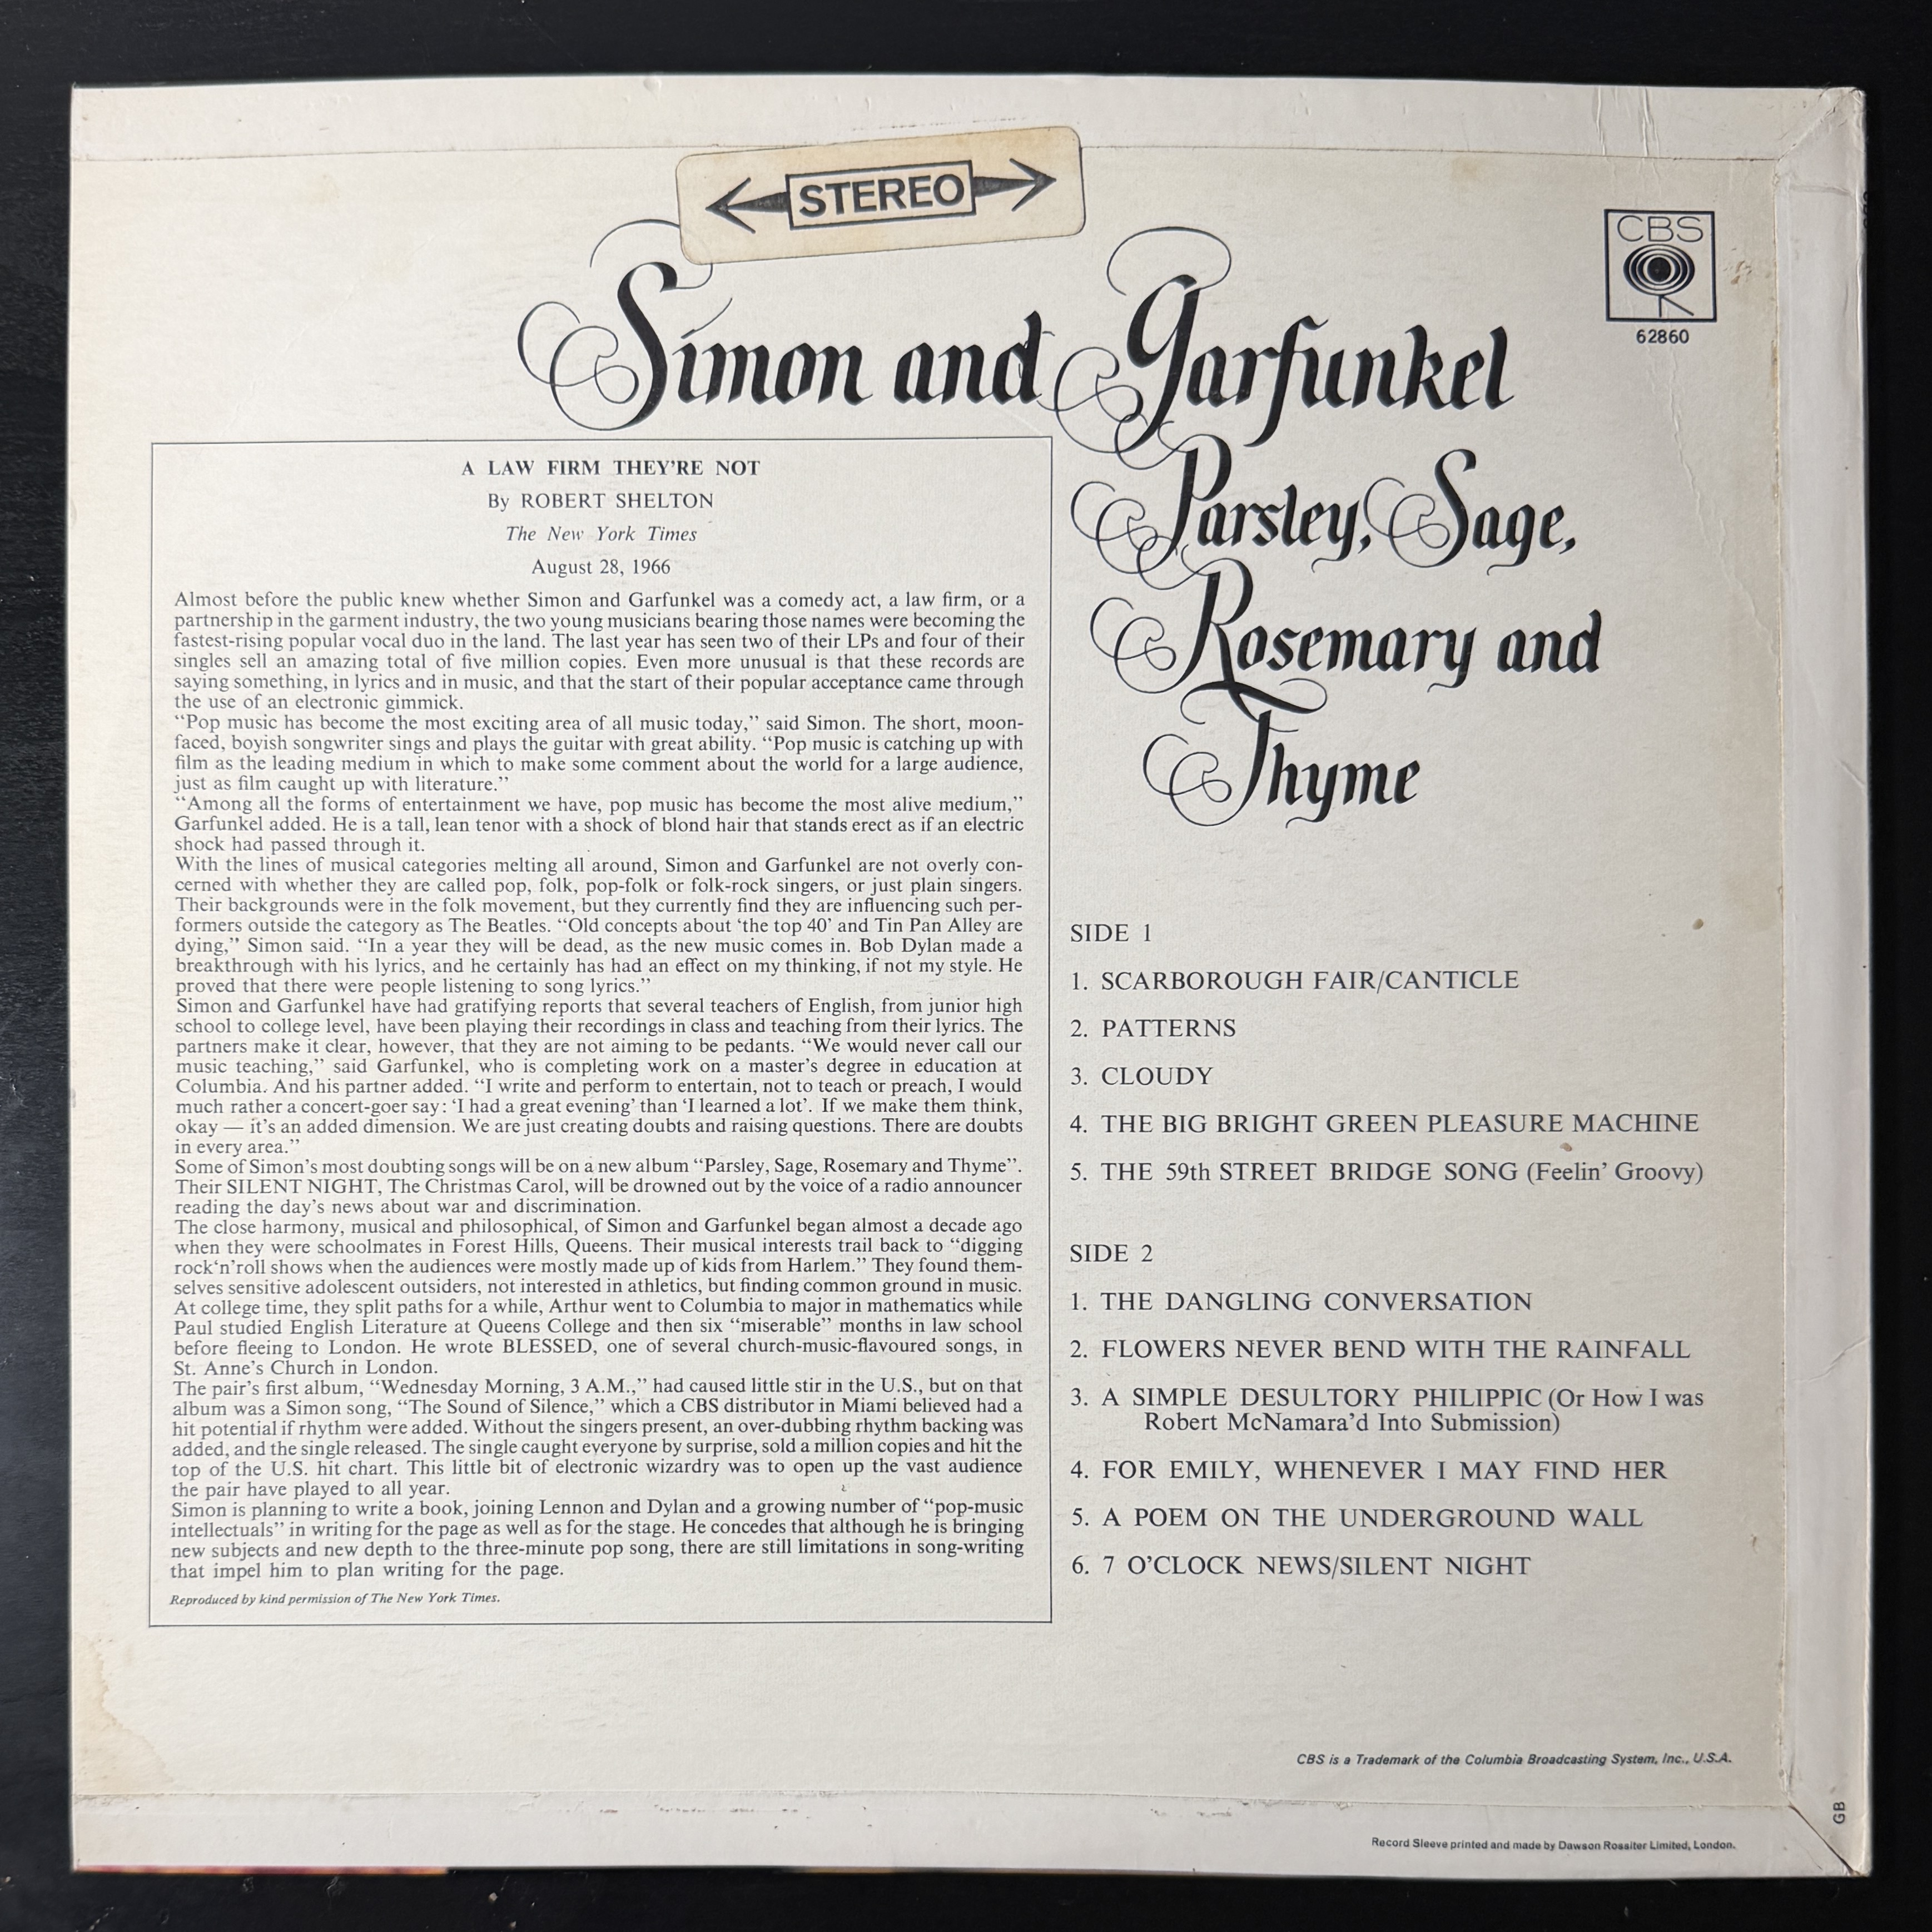 STEREO
CBS
62860
Simon and Garfunkel
Parsley, Sage,
Rosemary and
Thyme
A LAW FIRM THEY'RE NOT
By ROBERT SHELTON
The New York Times
August 28, 1966
Almost before the public knew whether Simon and Garfunkel was a comedy act, a law firm, or a
partnership in the garment industry, the two young musicians bearing those names were becoming the
fastest-rising popular vocal duo in the land. The last year has seen two of their LPs and four of their
singles sell an amazing total of five million copies. Even more unusual is that these records are
saying something, in lyrics and in music, and that the start of their popular acceptance came through
the use of an electronic gimmick.
“Pop music has become the most exciting area of all music today,” said Simon. The short, moon-
faced, boyish songwriter sings and plays the guitar with great ability. “Pop music is catching up with
film as the leading medium in which to make some comment about the world for a large audience,
just as film caught up with literature.”
“Among all the forms of entertainment we have, pop music has become the most alive medium,”
Garfunkel added. He is a tall, lean tenor with a shock of blond hair that stands erect as if an electric
shock had passed through it.
With the lines of musical categories melting all around, Simon and Garfunkel are not overly con-
cerned with whether they are called pop, folk, pop-folk or folk-rock singers, or just plain singers.
Their backgrounds were in the folk movement, but they currently find they are influencing such per-
formers outside the category as The Beatles. “Old concepts about ‘the top 40’ and Tin Pan Alley are
dying,” Simon said. “In a year they will be dead, as the new music comes in. Bob Dylan made a
breakthrough with his lyrics, and he certainly has had an effect on my thinking, if not my style. He
proved that there were people listening to song lyrics.”
Simon and Garfunkel have had gratifying reports that several teachers of English, from junior high
school to college level, have been playing their recordings in class and teaching from their lyrics. The
partners make it clear, however, that they are not aiming to be pedants. “We would never call our
music teaching,” said Garfunkel, who is completing work on a master’s degree in education at
Columbia. And his partner added. “I write and perform to entertain, not to teach or preach, I would
much rather a concert-goer say: ‘I had a great evening’ than ‘I learned a lot’. If we make them think,
okay — it’s an added dimension. We are just creating doubts and raising questions. There are doubts
in every area.”
Some of Simon’s most doubting songs will be on a new album “Parsley, Sage, Rosemary and Thyme”.
Their SILENT NIGHT, The Christmas Carol, will be drowned out by the voice of a radio announcer
reading the day’s news about war and discrimination.
The close harmony, musical and philosophical, of Simon and Garfunkel began almost a decade ago
when they were schoolmates in Forest Hills, Queens. Their musical interests trail back to “digging
rock‘n’roll shows when the audiences were mostly made up of kids from Harlem.” They found them-
selves sensitive adolescent outsiders, not interested in athletics, but finding common ground in music.
At college time, they split paths for a while, Arthur went to Columbia to major in mathematics while
Paul studied English Literature at Queens College and then six “miserable” months in law school
before fleeing to London. He wrote BLESSED, one of several church-music-flavoured songs, in
St. Anne’s Church in London.
The pair’s first album, “Wednesday Morning, 3 A.M.,” had caused little stir in the U.S., but on that
album was a Simon song, “The Sound of Silence,” which a CBS distributor in Miami believed had a
hit potential if rhythm were added. Without the singers present, an over-dubbing rhythm backing was
added, and the single released. The single caught everyone by surprise, sold a million copies and hit the
top of the U.S. hit chart. This little bit of electronic wizardry was to open up the vast audience
the pair have played to all year.
Simon is planning to write a book, joining Lennon and Dylan and a growing number of “pop-music
intellectuals” in writing for the page as well as for the stage. He concedes that although he is bringing
new subjects and new depth to the three-minute pop song, there are still limitations in song-writing
that impel him to plan writing for the page.
Reproduced by kind permission of The New York Times.
SIDE 1
1. SCARBOROUGH FAIR/CANTICLE
2. PATTERNS
3. CLOUDY
4. THE BIG BRIGHT GREEN PLEASURE MACHINE
5. THE 59th STREET BRIDGE SONG (Feelin’ Groovy)
SIDE 2
1. THE DANGLING CONVERSATION
2. FLOWERS NEVER BEND WITH THE RAINFALL
3. A SIMPLE DESULTORY PHILIPPIC (Or How I was
Robert McNamara’d Into Submission)
4. FOR EMILY, WHENEVER I MAY FIND HER
5. A POEM ON THE UNDERGROUND WALL
6. 7 O’CLOCK NEWS/SILENT NIGHT
CBS is a Trademark of the Columbia Broadcasting System, Inc., U.S.A.
Record Sleeve printed and made by Dawson Rossiter Limited, London.
GB